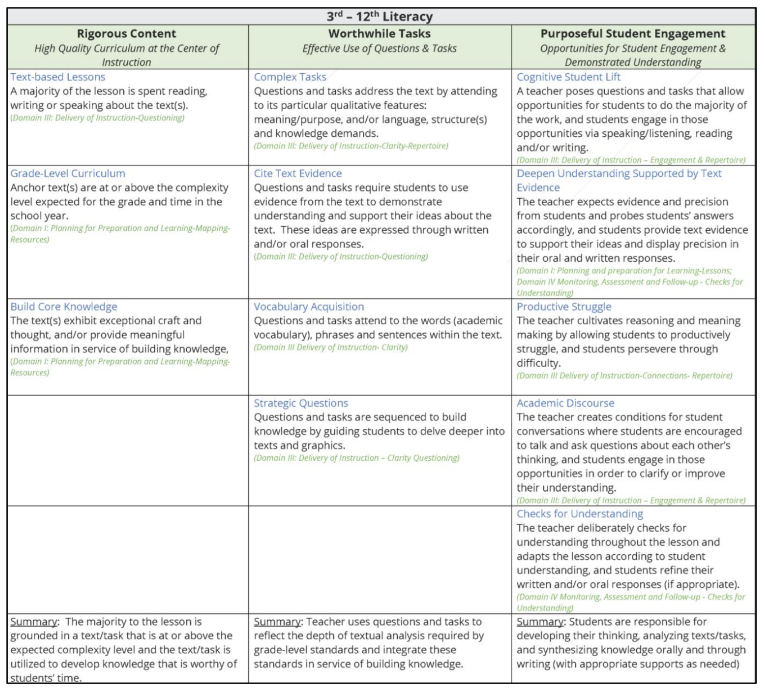 3rd – 12th Literacy
Rigorous Content
High Quality Curriculum at the Center of
Instruction
Worthwhile Tasks
Effective Use of Questions & Tasks
Purposeful Student Engagement
Opportunities for Student Engagement &
Demonstrated Understanding
Text-based Lessons
A majority of the lesson is spent reading,
writing or speaking about the text(s).
(Domain III: Delivery of Instruction-Questioning)
Complex Tasks
Questions and tasks address the text by attending
to its particular qualitative features:
meaning/purpose, and/or language, structure(s)
and knowledge demands.
(Domain III: Delivery of Instruction-Clarity-Repertoire)
Cognitive Student Lift
A teacher poses questions and tasks that allow
opportunities for students to do the majority of
the work, and students engage in those
opportunities via speaking/listening, reading
and/or writing.
(Domain III: Delivery of Instruction – Engagement & Repertoire)
Grade-Level Curriculum
Anchor text(s) are at or above the complexity
level expected for the grade and time in the
school year.
(Domain I: Planning for Preparation and Learning-Mapping-
Resources)
Cite Text Evidence
Questions and tasks require students to use
evidence from the text to demonstrate
understanding and support their ideas about the
text.  These ideas are expressed through written
and/or oral responses.
(Domain III: Delivery of Instruction-Questioning)
Deepen Understanding Supported by Text
Evidence
The teacher expects evidence and precision
from students and probes students' answers
accordingly, and students provide text evidence
to support their ideas and display precision in
their oral and written responses.
(Domain I: Planning and preparation for Learning-Lessons;
Domain IV Monitoring, Assessment and Follow-up - Checks for
Understanding)
Build Core Knowledge
The text(s) exhibit exceptional craft and
thought, and/or provide meaningful
information in service of building knowledge,
(Domain I: Planning for Preparation and Learning-Mapping-
Resources)
Vocabulary Acquisition
Questions and tasks attend to the words (academic
vocabulary), phrases and sentences within the text.
(Domain III Delivery of Instruction- Clarity)
Productive Struggle
The teacher cultivates reasoning and meaning
making by allowing students to productively
struggle, and students persevere through
difficulty.
(Domain III Delivery of Instruction-Connections- Repertoire)
Strategic Questions
Questions and tasks are sequenced to build
knowledge by guiding students to delve deeper into
texts and graphics.
(Domain III: Delivery of Instruction – Clarity Questioning)
Academic Discourse
The teacher creates conditions for student
conversations where students are encouraged
to talk and ask questions about each other's
thinking, and students engage in those
opportunities in order to clarify or improve
their understanding.
(Domain III: Delivery of Instruction – Engagement & Repertoire)
Checks for Understanding
The teacher deliberately checks for
understanding throughout the lesson and
adapts the lesson according to student
understanding, and students refine their
written and/or oral responses (if appropriate).
(Domain IV Monitoring, Assessment and Follow-up - Checks for
Understanding)
Summary:  The majority to the lesson is
grounded in a text/task that is at or above the
expected complexity level and the text/task is
utilized to develop knowledge that is worthy of
students' time.
Summary:  Teacher uses questions and tasks to
reflect the depth of textual analysis required by
grade-level standards and integrate these
standards in service of building knowledge.
Summary: Students are responsible for
developing their thinking, analyzing texts/tasks,
and synthesizing knowledge orally and through
writing (with appropriate supports as needed)